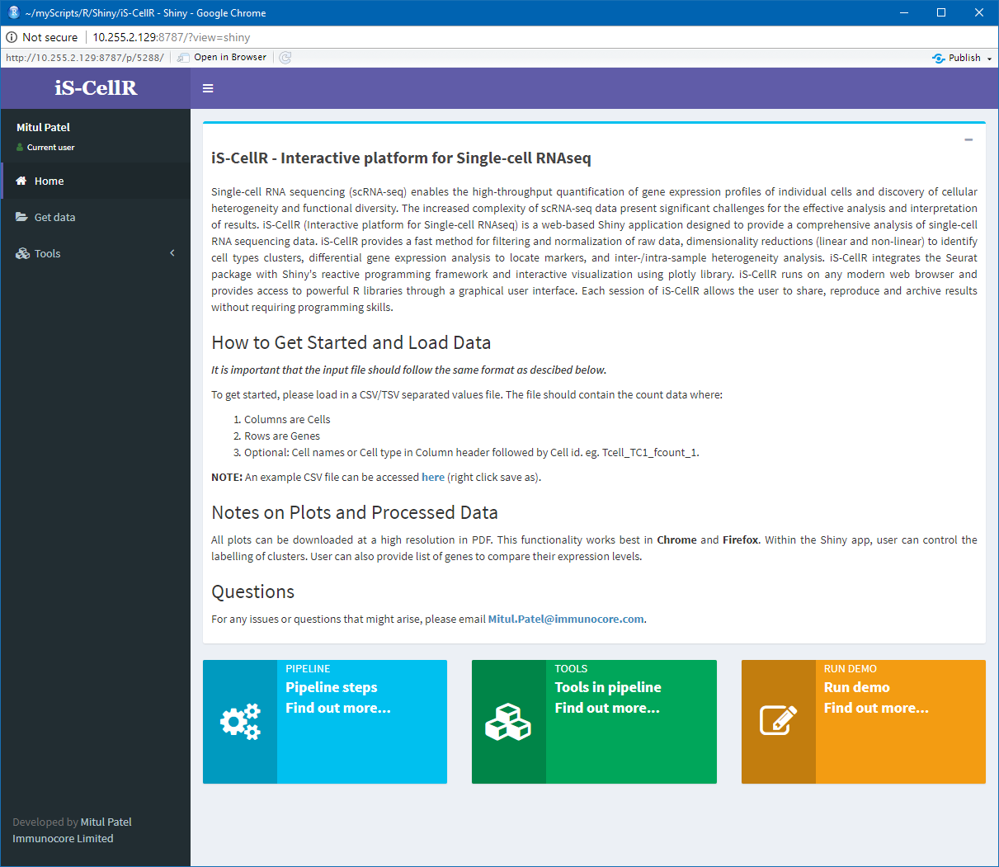 ~/myScripts/R/Shiny/iS-CellR - Shiny - Google Chrome
Not secure | 10.255.2.129:8787/?view=shiny
http://10.255.2.129:8787/p/5288/ Open in Browser Publish
iS-CellR
Mitul Patel
Current user
Home
Get data
Tools
iS-CellR - Interactive platform for Single-cell RNAseq
Single-cell RNA sequencing (scRNA-seq) enables the high-throughput quantification of gene expression profiles of individual cells and discovery of cellular
heterogeneity and functional diversity. The increased complexity of scRNA-seq data present significant challenges for the effective analysis and interpretation
of results. iS-CellR (Interactive platform for Single-cell RNAseq) is a web-based Shiny application designed to provide a comprehensive analysis of single-cell
RNA sequencing data. iS-CellR provides a fast method for filtering and normalization of raw data, dimensionality reductions (linear and non-linear) to identify
cell types clusters, differential gene expression analysis to locate markers, and inter-/intra-sample heterogeneity analysis. iS-CellR integrates the Seurat
package with Shiny's reactive programming framework and interactive visualization using plotly library. iS-CellR runs on any modern web browser and
provides access to powerful R libraries through a graphical user interface. Each session of iS-CellR allows the user to share, reproduce and archive results
without requiring programming skills.
How to Get Started and Load Data
It is important that the input file should follow the same format as descibed below.
To get started, please load in a CSV/TSV separated values file. The file should contain the count data where:
1. Columns are Cells
2. Rows are Genes
3. Optional: Cell names or Cell type in Column header followed by Cell id. eg. Tcell_TC1_fcount_1.
NOTE: An example CSV file can be accessed here (right click save as).
Notes on Plots and Processed Data
All plots can be downloaded at a high resolution in PDF. This functionality works best in Chrome and Firefox. Within the Shiny app, user can control the
labelling of clusters. User can also provide list of genes to compare their expression levels.
Questions
For any issues or questions that might arise, please email Mitul.Patel@immunocore.com.
PIPELINE
Pipeline steps
Find out more...
TOOLS
Tools in pipeline
Find out more...
RUN DEMO
Run demo
Find out more...
Developed by Mitul Patel
Immunocore Limited